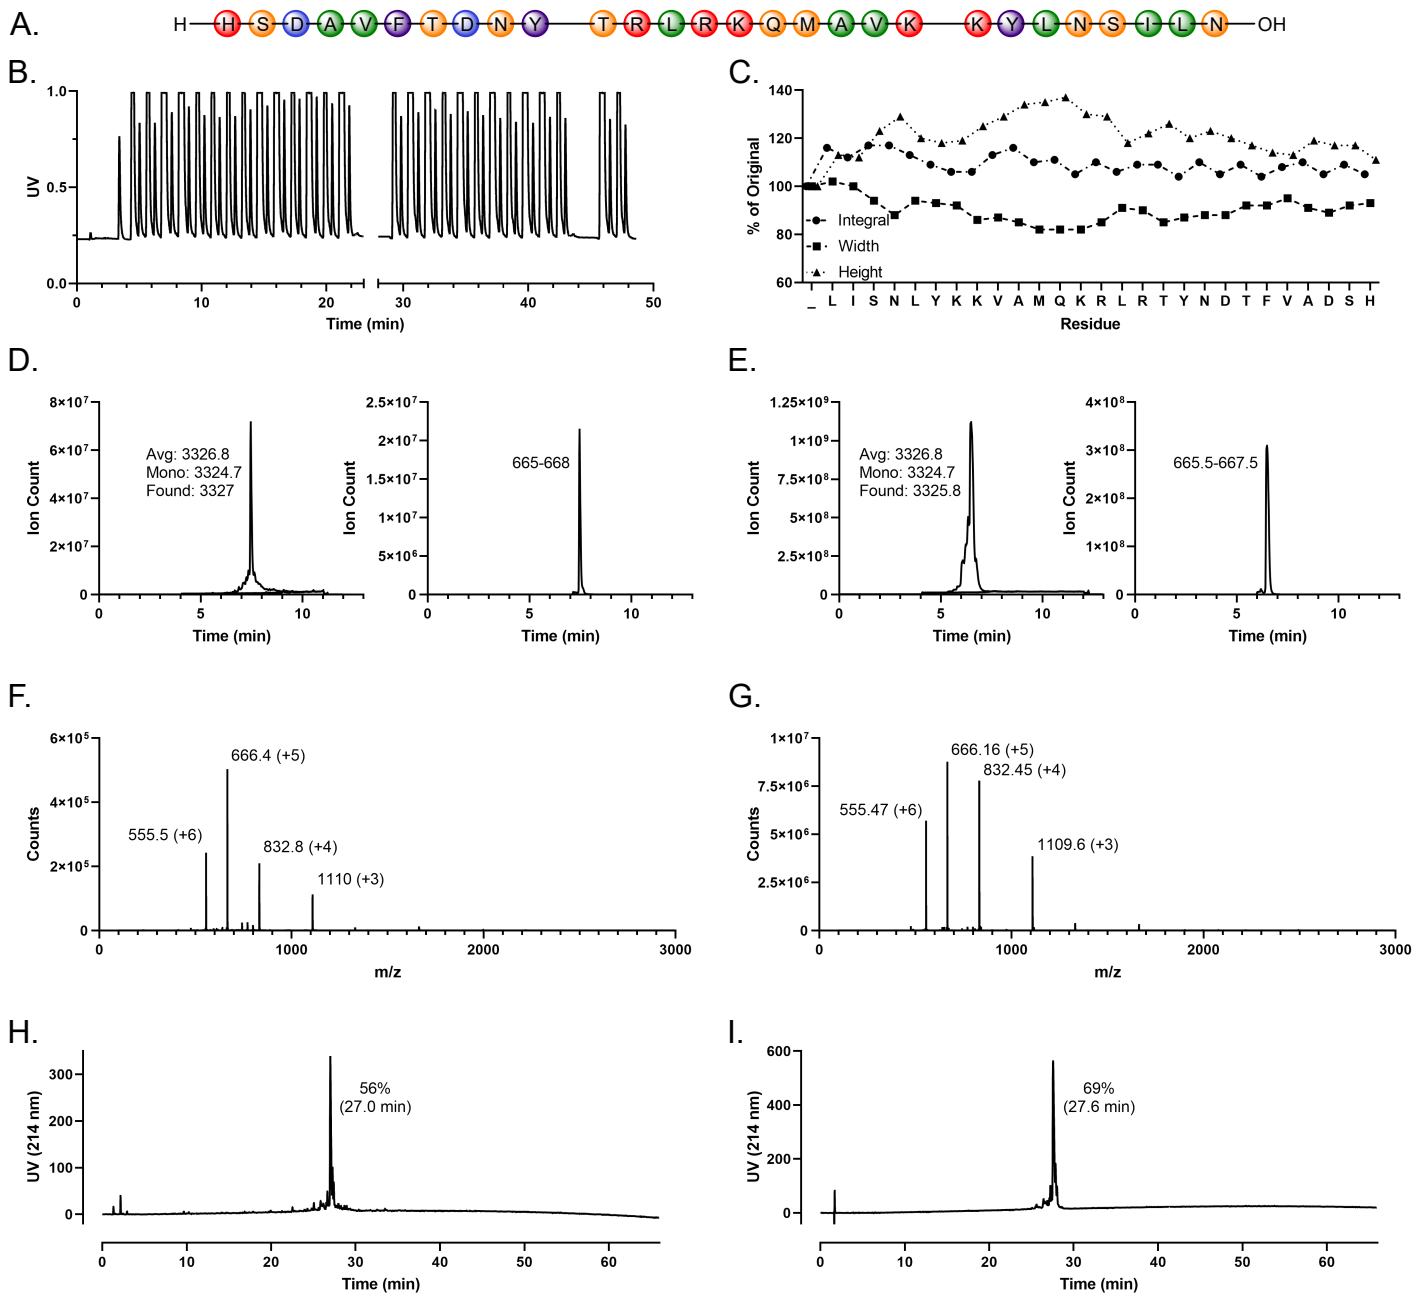 A.
H H S D A V F T D N Y T R L R K Q M A V K K Y L N S I L N OH
B.
1.0
0.5
0.0
UV
0 10 20 30 40 50
Time (min)
C.
140
120
100
80
60
% of Original
Integral
Width
Height
_ L I S N L Y K K V A M Q K R L R T Y N D T F V A D S H
Residue
D.
8×10⁷
6×10⁷
4×10⁷
2×10⁷
0
Ion Count
Avg: 3326.8
Mono: 3324.7
Found: 3327
0 5 10
Time (min)
2.5×10⁷
2×10⁷
1.5×10⁷
1×10⁷
5×10⁶
0
Ion Count
665-668
0 5 10
Time (min)
E.
1.25×10⁹
1×10⁹
7.5×10⁸
5×10⁸
2.5×10⁸
0
Ion Count
Avg: 3326.8
Mono: 3324.7
Found: 3325.8
0 5 10
Time (min)
4×10⁸
3×10⁸
2×10⁸
1×10⁸
0
Ion Count
665.5-667.5
0 5 10
Time (min)
F.
6×10⁵
4×10⁵
2×10⁵
0
Counts
666.4 (+5)
555.5 (+6)
832.8 (+4)
1110 (+3)
0 1000 2000 3000
m/z
G.
1×10⁷
7.5×10⁶
5×10⁶
2.5×10⁶
0
Counts
666.16 (+5)
832.45 (+4)
555.47 (+6)
1109.6 (+3)
0 1000 2000 3000
m/z
H.
300
200
100
0
UV (214 nm)
56%
(27.0 min)
0 10 20 30 40 50 60
Time (min)
I.
600
400
200
0
UV (214 nm)
69%
(27.6 min)
0 10 20 30 40 50 60
Time (min)